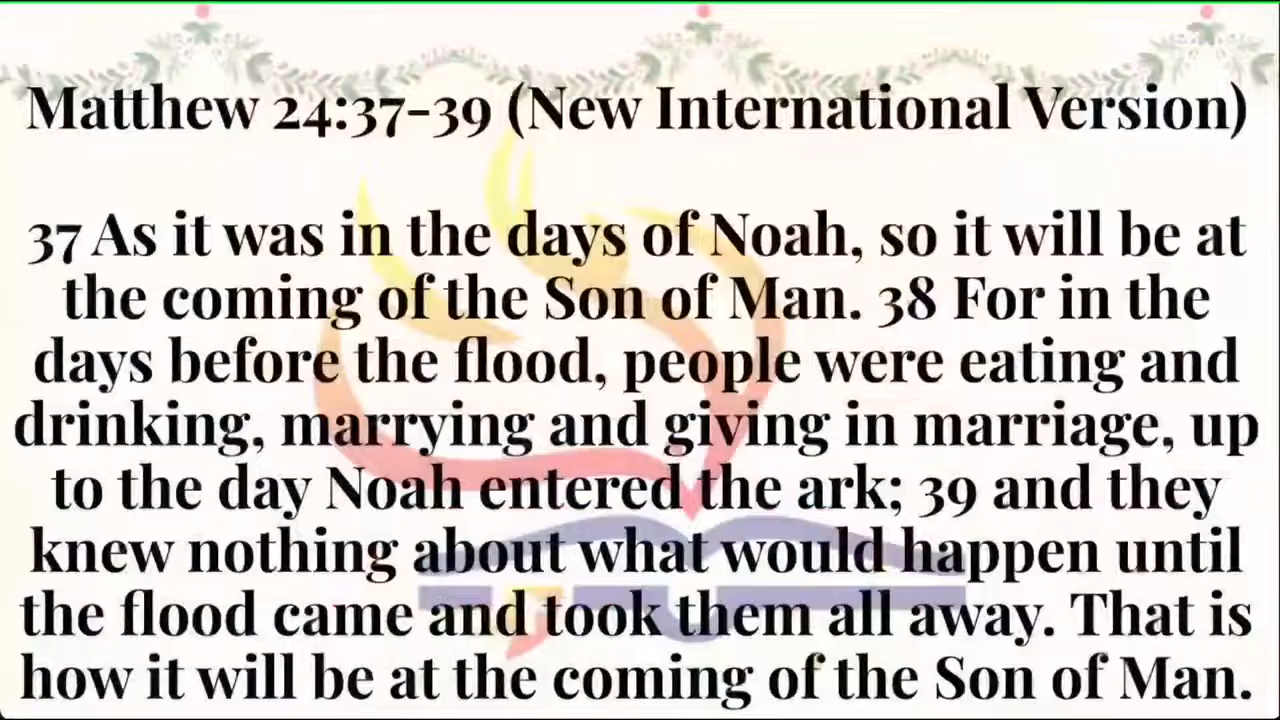 Matthew 24:37-39 (New International Version)
37 As it was in the days of Noah, so it will be at
the coming of the Son of Man. 38 For in the
days before the flood, people were eating and
drinking, marrying and giving in marriage, up
to the day Noah entered the ark; 39 and they
knew nothing about what would happen until
the flood came and took them all away. That is
how it will be at the coming of the Son of Man.